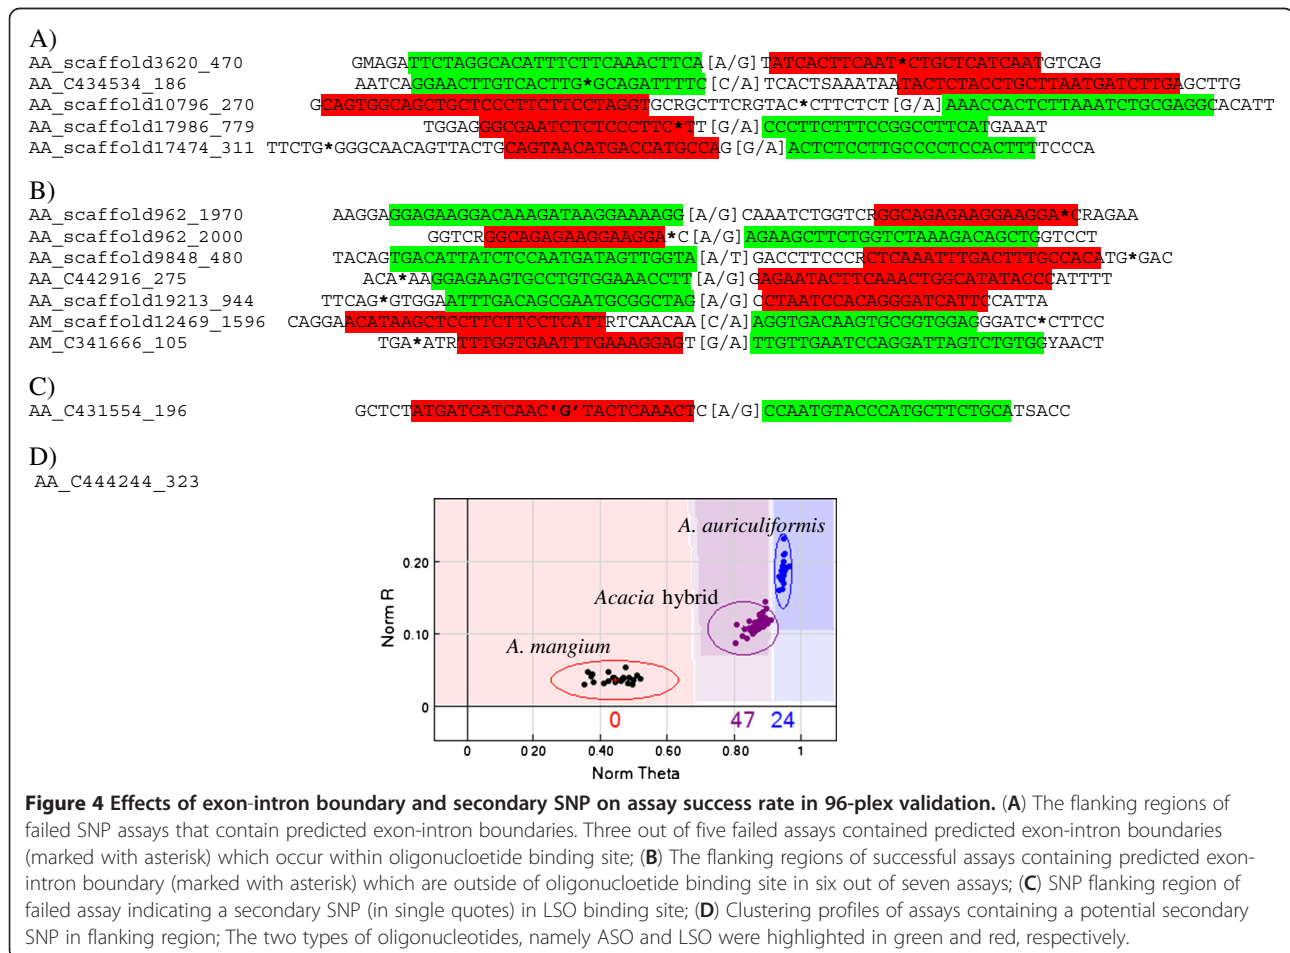 A)
AA_scaffold3620_470 GMAGATTCTAGGCACATTTCTTCAAACTTCA[A/G]TATCACTTCAAT*CTGCTCATCAATGTCAG
AA_C434534_186 AATCAGGAACTTGTCACTTG*GCAGATTTTC[C/A]TCACTSAAATAATACTCTACCTGCTTAATGATCTTGAGCTTG
AA_scaffold10796_270 GCAGTGGCAGCTGCTCCCTTCTTCCTAGGTGCGCRGCTTCRGTAC*CTTCTCT[G/A]AAACCACTCTTAAATCTGCGAGGCACATT
AA_scaffold17986_779 TGGAGGGCGAATCTCTCCCTTC*TT[G/A]CCCTTCTTTCCGGCCTTCATGAAAT
AA_scaffold17474_311 TTCTG*GGGCAACAGTTACTGCAGTAACATGACCATGCCAG[G/A]ACTCTCCTTGCCCCTCCACTTTTTCCCA
B)
AA_scaffold962_1970 AAGGAGGAGAAGGACAAAGATAAGGAAAAGG[A/G]CAAATCTGGTCRGGCAGAGAAGGAAGGA*CRAGAA
AA_scaffold962_2000 GGTCRGGCAGAGAAGGAAGGA*C[A/G]AGAAGCTTCTGGTCTAAAGACAGCTGGTCCT
AA_scaffold9848_480 TACAGTGACATTATCTCCAATGATAGTTGGTA[A/T]GACCTTCCCRCTCAAATTTGACTTTGCCACATG*GAC
AA_C442916_275 ACA*AAGGAGAAGTGCCTGTGGAAACCTT[A/G]GAGAATACTTCAAACTGGCATATACCCATTTT
AA_scaffold19213_944 TTCAG*GTGGAATTTGACAGCGAATGCGGCTAG[A/G]CCTAATCCACAGGGATCATTCCATTA
AM_scaffold12469_1596 CAGGAACATAAGCTCCTTCTTCCTCATTRTCAACAA[C/A]AGGTGACAAGTGCGGTGGAGGGATC*CTTCC
AM_C341666_105 TGA*ATRTTTGGTGAATTTGAAAGGAGT[G/A]TTGTTGAATCCAGGATTAGTCTGTGGYAACT
C)
AA_C431554_196 GCTCTATGATCATCAAC'G'TACTCAAACTC[A/G]CCAATGTACCCATGCTTCTGCATSACC
D)
AA_C444244_323
A. auriculiformis
Acacia hybrid
A. mangium
Norm R
0.20
0.10
0
0 47 24
0 0 20 0.40 0.60 0.80 1
Norm Theta
Figure 4 Effects of exon-intron boundary and secondary SNP on assay success rate in 96-plex validation. (A) The flanking regions of
failed SNP assays that contain predicted exon-intron boundaries. Three out of five failed assays contained predicted exon-intron boundaries
(marked with asterisk) which occur within oligonucloetide binding site; (B) The flanking regions of successful assays containing predicted exon-
intron boundary (marked with asterisk) which are outside of oligonucloetide binding site in six out of seven assays; (C) SNP flanking region of
failed assay indicating a secondary SNP (in single quotes) in LSO binding site; (D) Clustering profiles of assays containing a potential secondary
SNP in flanking region; The two types of oligonucleotides, namely ASO and LSO were highlighted in green and red, respectively.